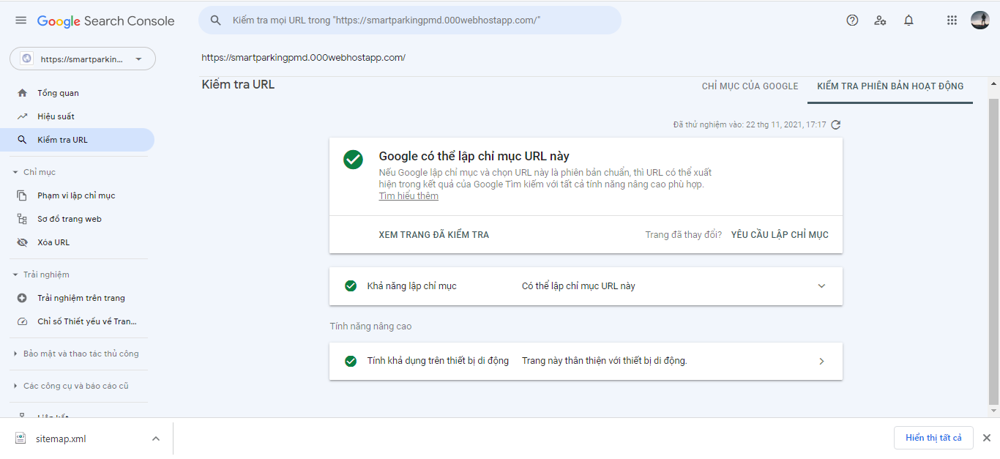 Google Search Console
Kiểm tra mọi URL trong "https://smartparkingpmd.000webhostapp.com/"
https://smartparkin...
https://smartparkingpmd.000webhostapp.com/
Kiểm tra URL
CHỈ MỤC CỦA GOOGLE
KIỂM TRA PHIÊN BẢN HOẠT ĐỘNG
Tổng quan
Hiệu suất
Kiểm tra URL
Chỉ mục
Phạm vi lập chỉ mục
Sơ đồ trang web
Xóa URL
Trải nghiệm
Trải nghiệm trên trang
Chỉ số Thiết yếu về Tran...
Bảo mật và thao tác thủ công
Các công cụ và báo cáo cũ
Liên kết
Đã thử nghiệm vào: 22 thg 11, 2021, 17:17
Google có thể lập chỉ mục URL này
Nếu Google lập chỉ mục và chọn URL này là phiên bản chuẩn, thì URL có thể xuất
hiện trong kết quả của Google Tìm kiếm với tất cả tính năng nâng cao phù hợp.
Tìm hiểu thêm
XEM TRANG ĐÃ KIỂM TRA
Trang đã thay đổi? YÊU CẦU LẬP CHỈ MỤC
Khả năng lập chỉ mục
Có thể lập chỉ mục URL này
Tính năng nâng cao
Tính khả dụng trên thiết bị di động
Trang này thân thiện với thiết bị di động.
sitemap.xml
Hiển thị tất cả